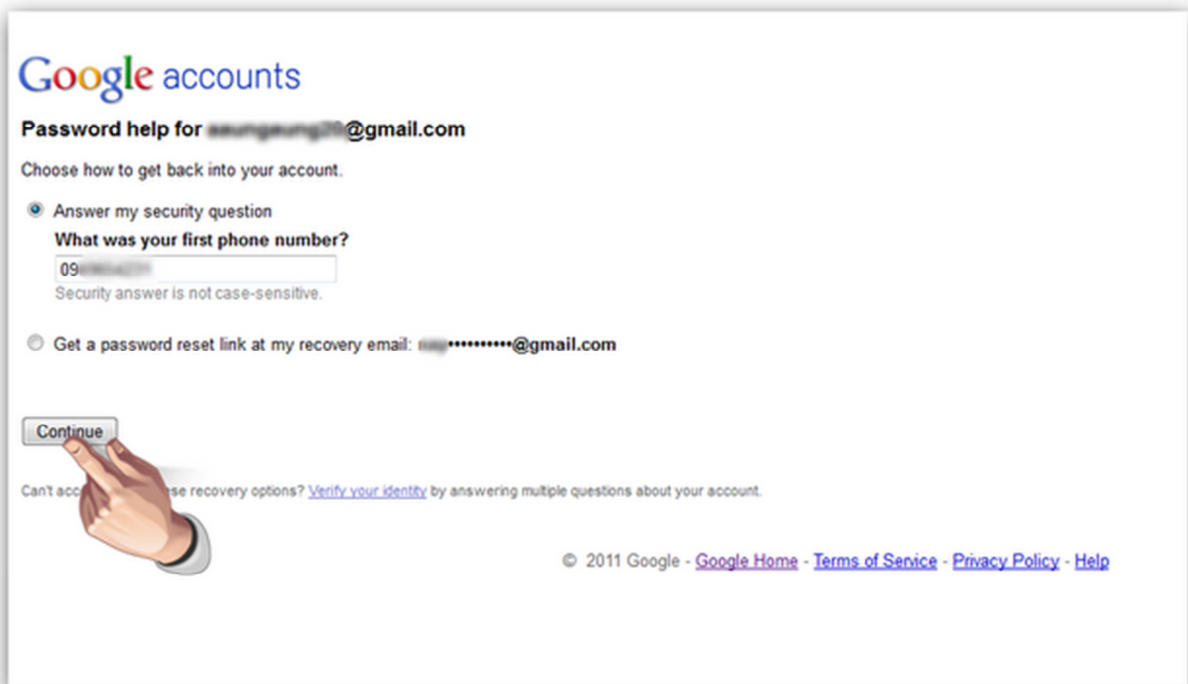 Google accounts
Password help for @gmail.com
Choose how to get back into your account.
Answer my security question
What was your first phone number?
09
Security answer is not case-sensitive.
Get a password reset link at my recovery email: ••••••••••@gmail.com
Continue
Can't recovery options? Verify your identity by answering multiple questions about your account.
© 2011 Google - Google Home - Terms of Service - Privacy Policy - Help